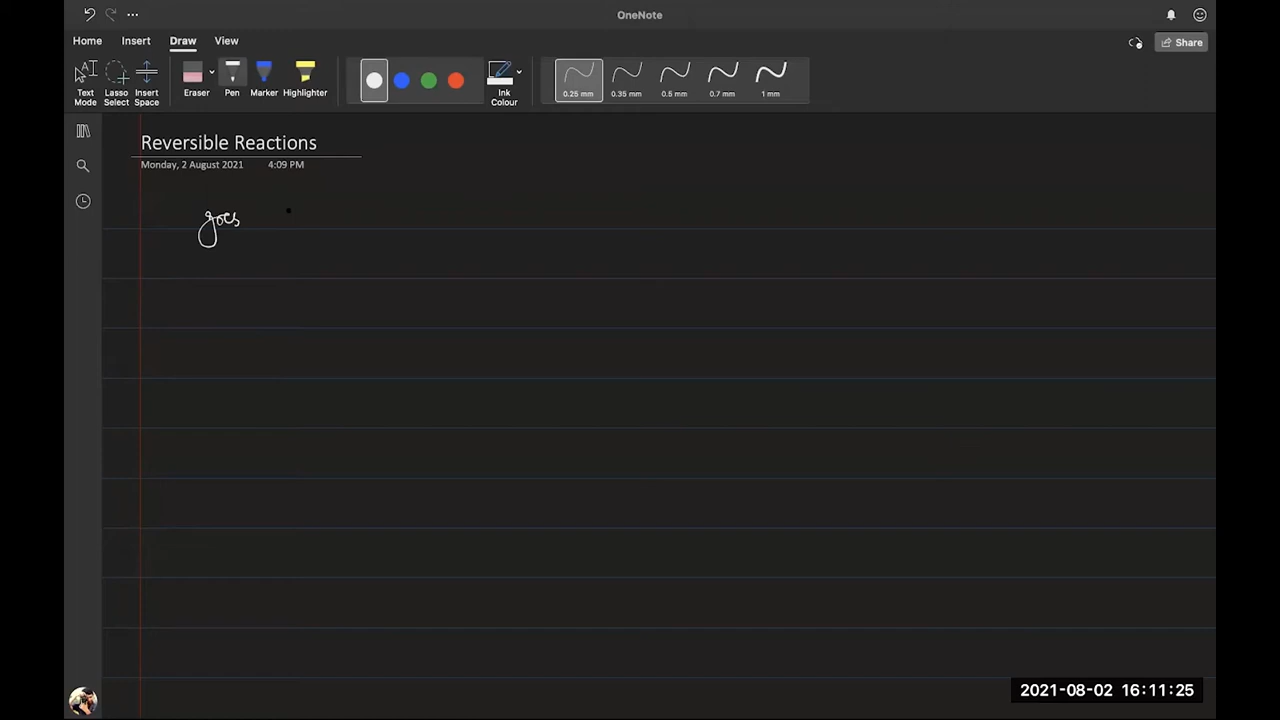 OneNote
Home Insert Draw View
Share
Text Mode
Lasso Select
Insert Space
Eraser
Pen
Marker
Highlighter
Ink Colour
0.25 mm
0.35 mm
0.5 mm
0.7 mm
1 mm
Reversible Reactions
Monday, 2 August 2021 4:09 PM
goes
2021-08-02 16:11:25